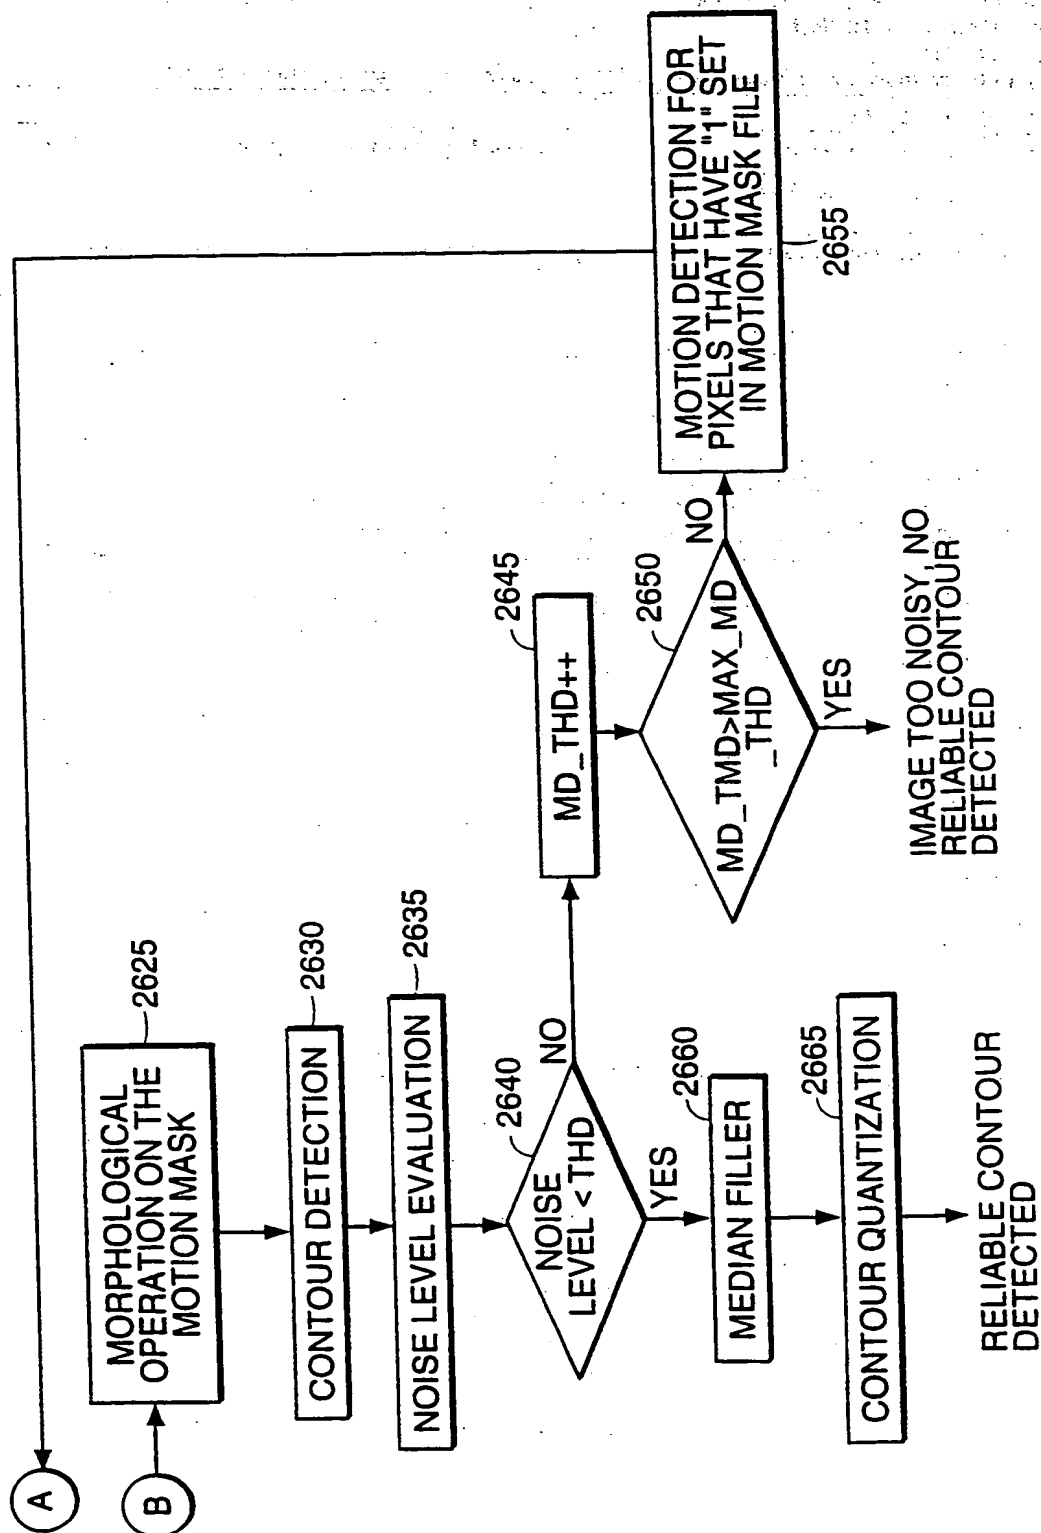 A
B
MORPHOLOGICAL
OPERATION ON THE
MOTION MASK
2625
CONTOUR DETECTION
2630
NOISE LEVEL EVALUATION
2635
NOISE
LEVEL < THD
2640
NO
YES
MEDIAN FILLER
2660
CONTOUR QUANTIZATION
2665
RELIABLE CONTOUR
DETECTED
MD_THD++
2645
MD_TMD>MAX_MD
_THD
2650
NO
YES
IMAGE TOO NOISY, NO
RELIABLE CONTOUR
DETECTED
MOTION DETECTION FOR
PIXELS THAT HAVE "1" SET
IN MOTION MASK FILE
2655